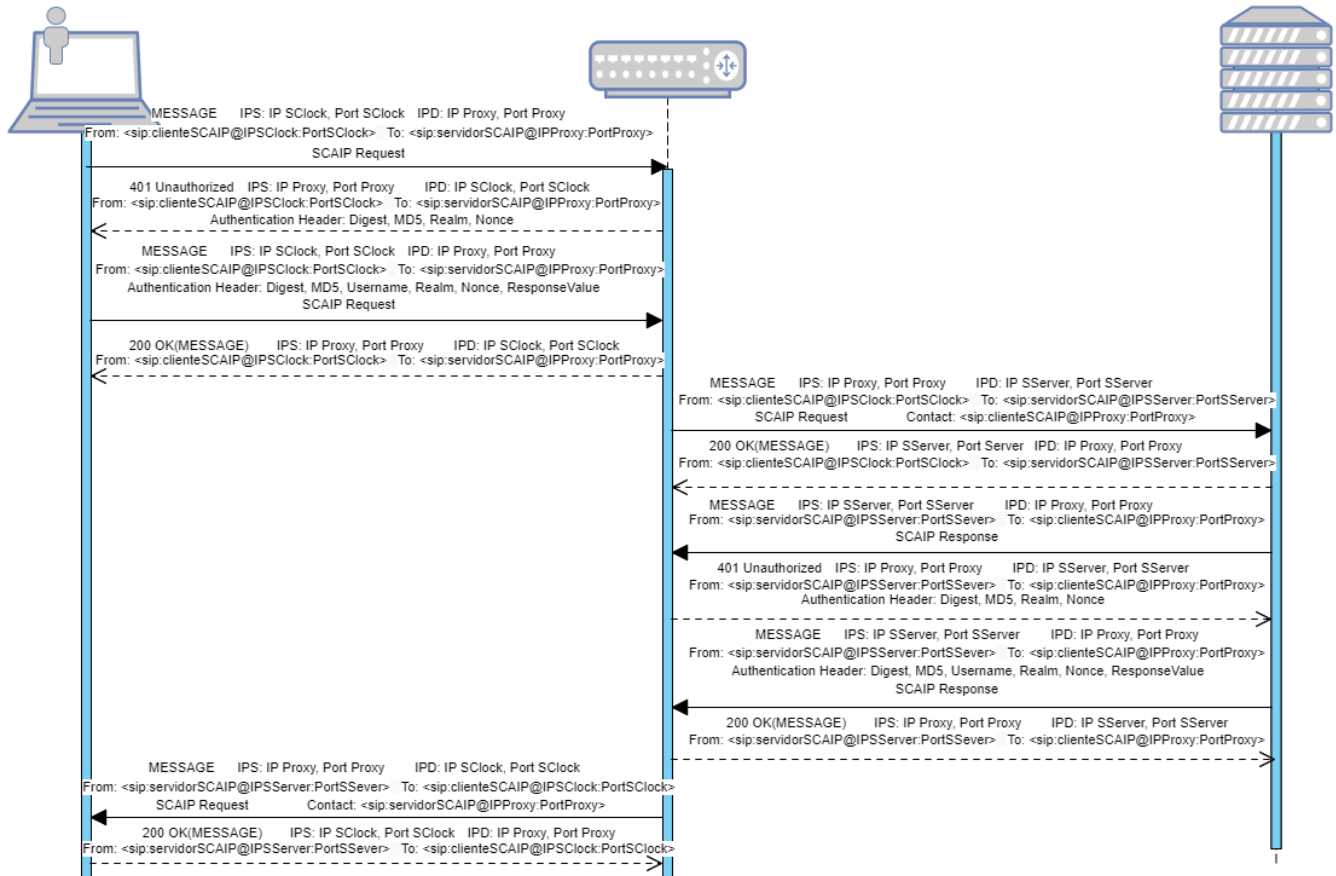 MESSAGE IPS: IP SClock, Port SClock IPD: IP Proxy, Port Proxy
From: <sip:clienteSCAIP@IPSClock:PortSClock> To: <sip:servidorSCAIP@IPProxy:PortProxy>
SCAIP Request
401 Unauthorized IPS: IP Proxy, Port Proxy IPD: IP SClock, Port SClock
From: <sip:clienteSCAIP@IPSClock:PortSClock> To: <sip:servidorSCAIP@IPProxy:PortProxy>
Authentication Header: Digest, MD5, Realm, Nonce
MESSAGE IPS: IP SClock, Port SClock IPD: IP Proxy, Port Proxy
From: <sip:clienteSCAIP@IPSClock:PortSClock> To: <sip:servidorSCAIP@IPProxy:PortProxy>
Authentication Header: Digest, MD5, Username, Realm, Nonce, ResponseValue
SCAIP Request
200 OK(MESSAGE) IPS: IP Proxy, Port Proxy IPD: IP SClock, Port SClock
From: <sip:clienteSCAIP@IPSClock:PortSClock> To: <sip:servidorSCAIP@IPProxy:PortProxy>
MESSAGE IPS: IP Proxy, Port Proxy IPD: IP SServer, Port SServer
From: <sip:clienteSCAIP@IPSClock:PortSClock> To: <sip:servidorSCAIP@IPSServer:PortSServer>
SCAIP Request Contact: <sip:clienteSCAIP@IPProxy:PortProxy>
200 OK(MESSAGE) IPS: IP SServer, Port Server IPD: IP Proxy, Port Proxy
From: <sip:clienteSCAIP@IPSClock:PortSClock> To: <sip:servidorSCAIP@IPSServer:PortSServer>
MESSAGE IPS: IP SServer, Port SServer IPD: IP Proxy, Port Proxy
From: <sip:servidorSCAIP@IPSServer:PortSSever> To: <sip:clienteSCAIP@IPProxy:PortProxy>
SCAIP Response
401 Unauthorized IPS: IP Proxy, Port Proxy IPD: IP SServer, Port SServer
From: <sip:servidorSCAIP@IPSServer:PortSSever> To: <sip:clienteSCAIP@IPProxy:PortProxy>
Authentication Header: Digest, MD5, Realm, Nonce
MESSAGE IPS: IP SServer, Port SServer IPD: IP Proxy, Port Proxy
From: <sip:servidorSCAIP@IPSServer:PortSSever> To: <sip:clienteSCAIP@IPProxy:PortProxy>
Authentication Header: Digest, MD5, Username, Realm, Nonce, ResponseValue
SCAIP Response
200 OK(MESSAGE) IPS: IP Proxy, Port Proxy IPD: IP SServer, Port SServer
From: <sip:servidorSCAIP@IPSServer:PortSSever> To: <sip:clienteSCAIP@IPProxy:PortProxy>
MESSAGE IPS: IP Proxy, Port Proxy IPD: IP SClock, Port SClock
From: <sip:servidorSCAIP@IPSServer:PortSSever> To: <sip:clienteSCAIP@IPSClock:PortSClock>
SCAIP Request Contact: <sip:servidorSCAIP@IPProxy:PortProxy>
200 OK(MESSAGE) IPS: IP SClock, Port SClock IPD: IP Proxy, Port Proxy
From: <sip:servidorSCAIP@IPSServer:PortSSever> To: <sip:clienteSCAIP@IPSClock:PortSClock>